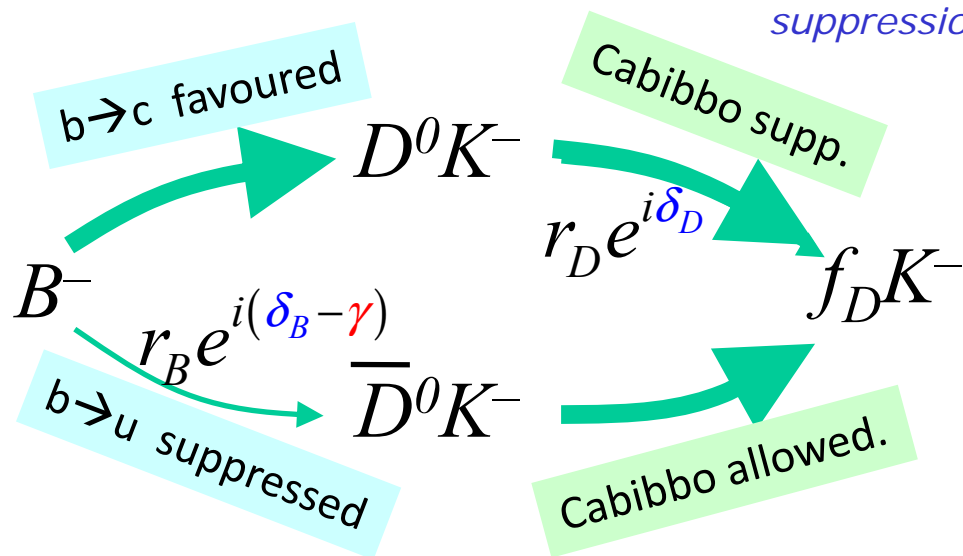 suppressio
b→c favoured
Cabibbo supp.
D⁰K⁻
r_D e^{iδ_D}
B⁻
f_D K⁻
r_B e^{i(δ_B−γ)}
D̅⁰K⁻
b→u suppressed
Cabibbo allowed.